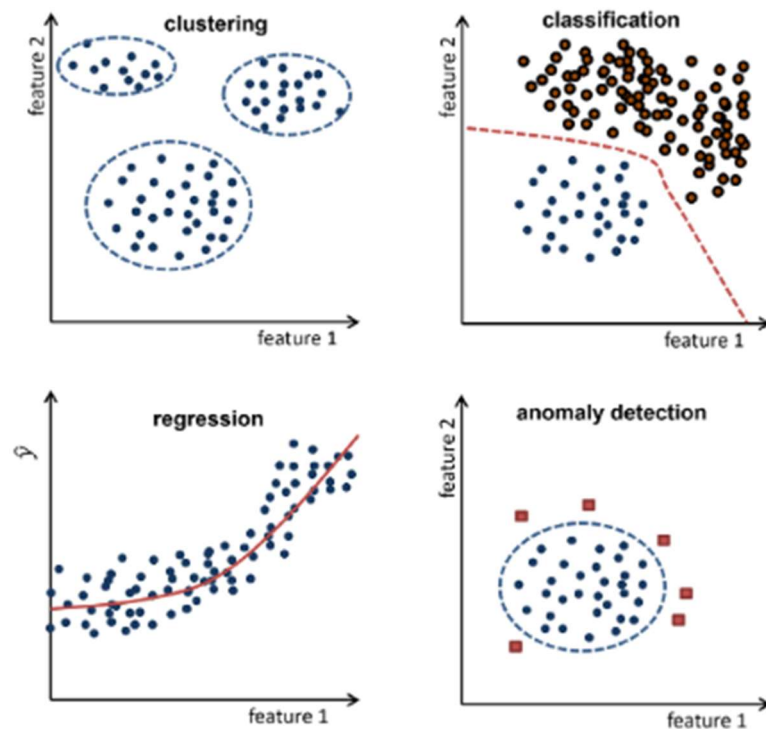 clustering
feature 2
feature 1
classification
feature 2
feature 1
regression
ŷ
feature 1
anomaly detection
feature 2
feature 1